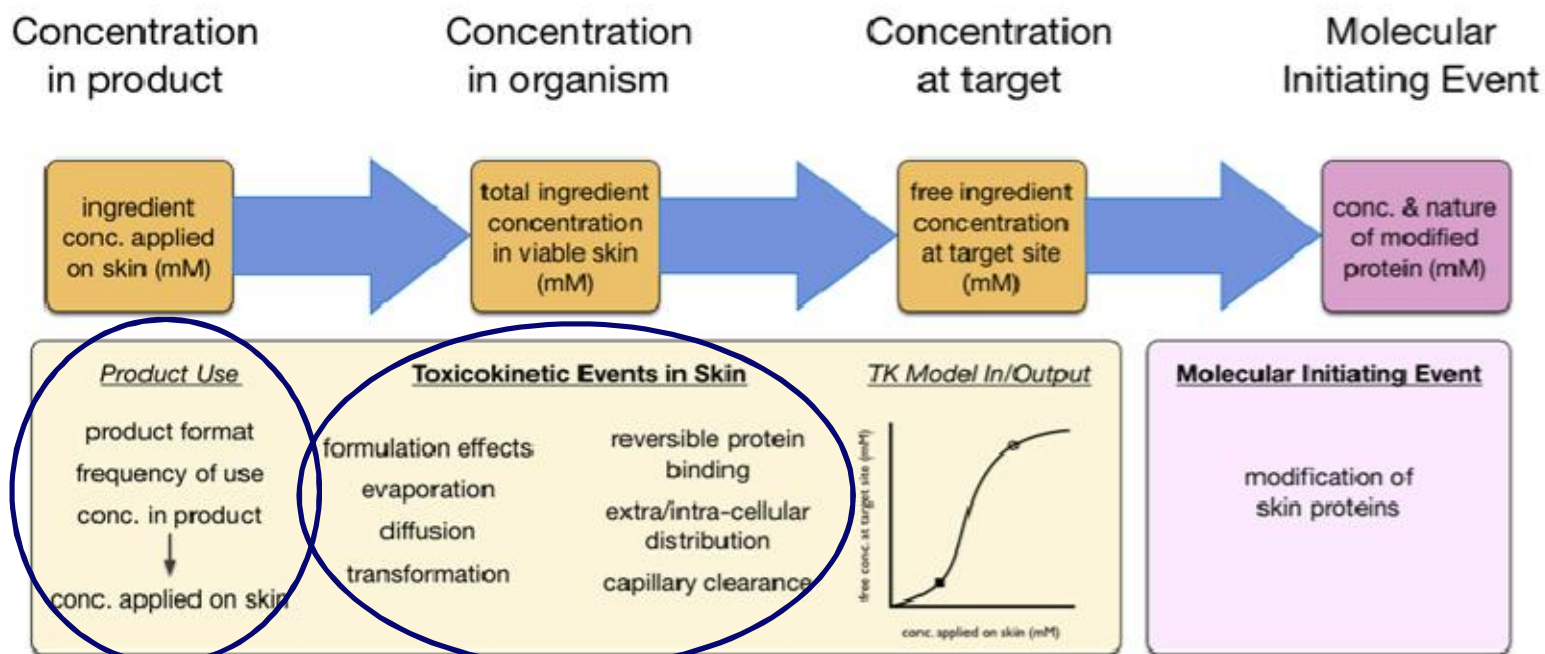 Concentration
in product
Concentration
in organism
Concentration
at target
Molecular
Initiating Event
ingredient
conc. applied
on skin (mM)
total ingredient
concentration
in viable skin
(mM)
free ingredient
concentration
at target site
(mM)
conc. & nature
of modified
protein (mM)
Product Use
product format
frequency of use
conc. in product
conc. applied on skin
Toxicokinetic Events in Skin
formulation effects
evaporation
diffusion
transformation
reversible protein
binding
extra/intra-cellular
distribution
capillary clearance
TK Model In/Output
free conc. at target site (mM)
conc. applied on skin (mM)
Molecular Initiating Event
modification of
skin proteins